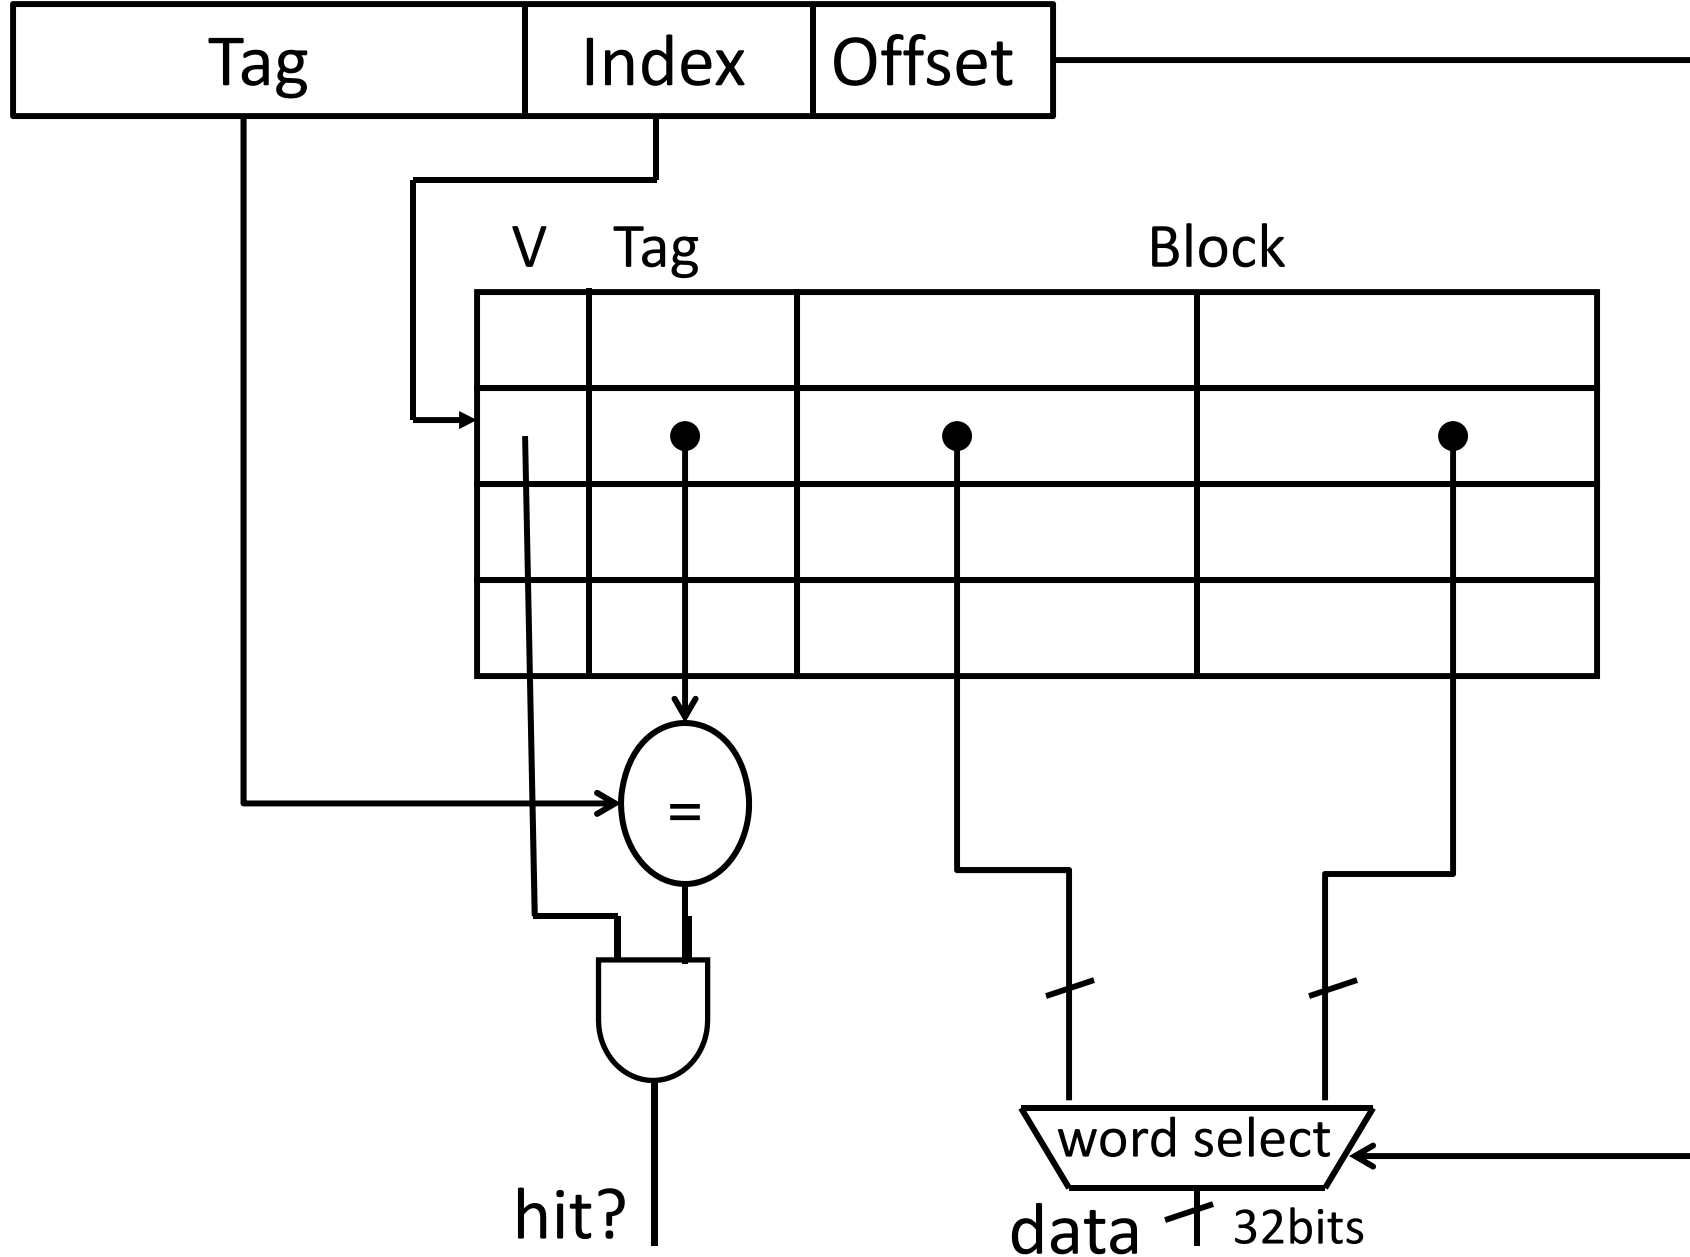 Tag Index Offset
V Tag Block
=
word select
hit? data 32bits